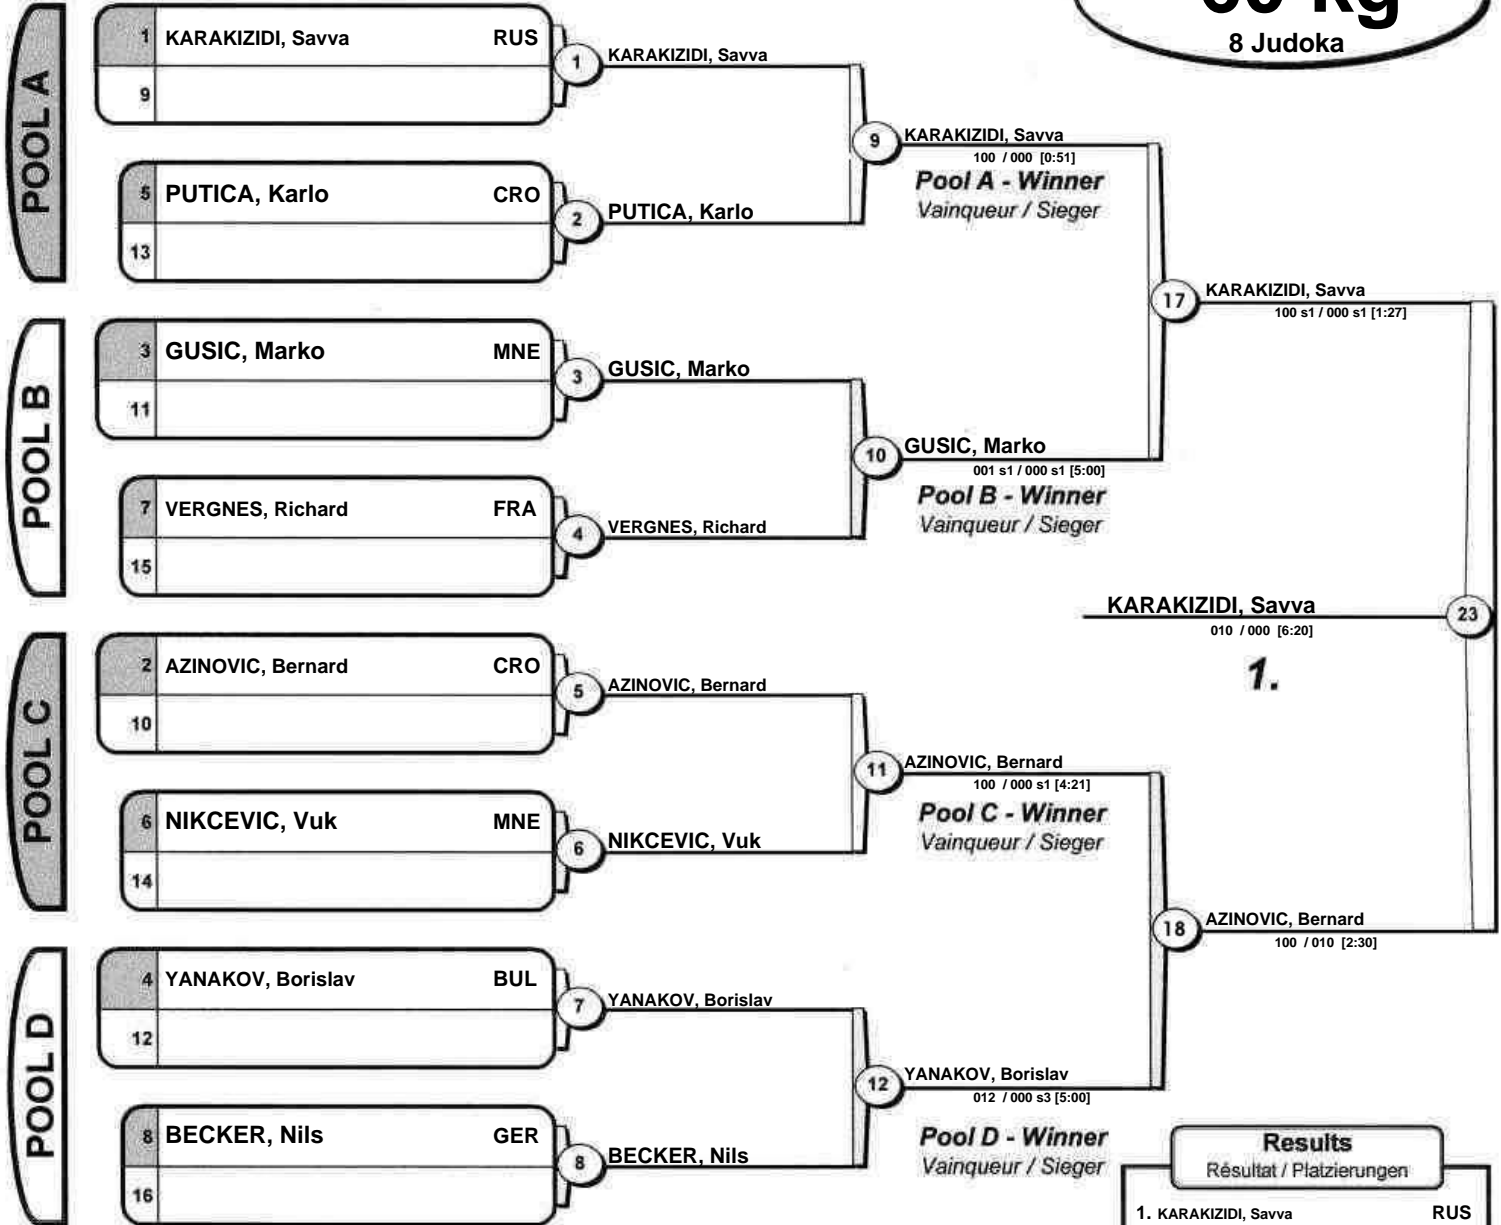 8 Judoka
POOL A
1 KARAKIZIDI, Savva RUS
9
1 KARAKIZIDI, Savva
5 PUTICA, Karlo CRO
13
2 PUTICA, Karlo
9 KARAKIZIDI, Savva
100 / 000 [0:51]
Pool A - Winner
Vainqueur / Sieger
POOL B
3 GUSIC, Marko MNE
11
3 GUSIC, Marko
7 VERGNES, Richard FRA
15
4 VERGNES, Richard
10 GUSIC, Marko
001 s1 / 000 s1 [5:00]
Pool B - Winner
Vainqueur / Sieger
17 KARAKIZIDI, Savva
100 s1 / 000 s1 [1:27]
KARAKIZIDI, Savva 23
010 / 000 [6:20]
1.
POOL C
2 AZINOVIC, Bernard CRO
10
5 AZINOVIC, Bernard
6 NIKCEVIC, Vuk MNE
14
6 NIKCEVIC, Vuk
11 AZINOVIC, Bernard
100 / 000 s1 [4:21]
Pool C - Winner
Vainqueur / Sieger
18 AZINOVIC, Bernard
100 / 010 [2:30]
POOL D
4 YANAKOV, Borislav BUL
12
7 YANAKOV, Borislav
8 BECKER, Nils GER
16
8 BECKER, Nils
12 YANAKOV, Borislav
012 / 000 s3 [5:00]
Pool D - Winner
Vainqueur / Sieger
Results
Résultat / Platzierungen
1. KARAKIZIDI, Savva RUS